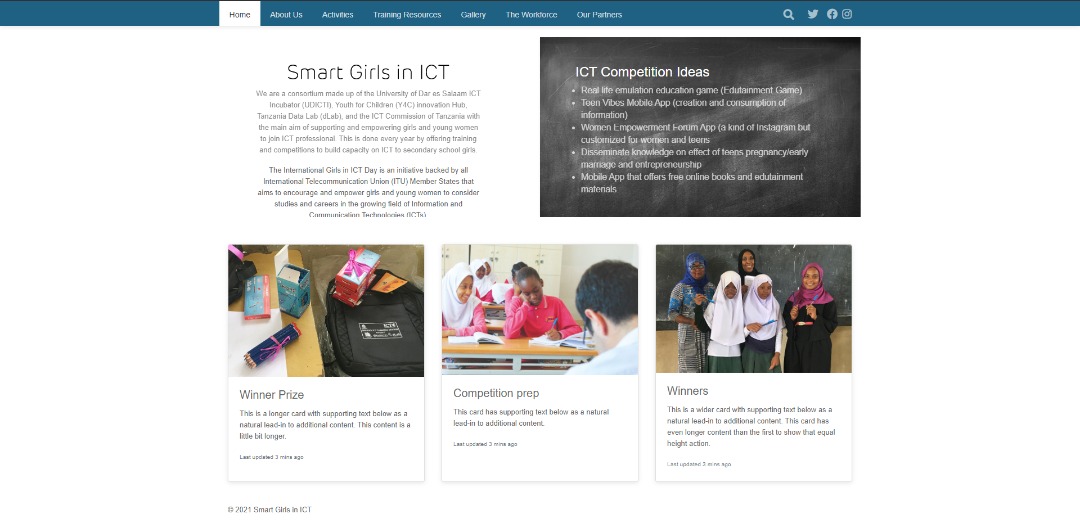 Home About Us Activities Training Resources Gallery The Workforce Our Partners
Smart Girls in ICT
We are a consortium made up of the University of Dar es Salaam ICT
Incubator (UDICTI), Youth for Children (Y4C) innovation Hub,
Tanzania Data Lab (dLab), and the ICT Commission of Tanzania with
the main aim of supporting and empowering girls and young women
to join ICT professional. This is done every year by offering training
and competitions to build capacity on ICT to secondary school girls.
The International Girls in ICT Day is an initiative backed by all
International Telecommunication Union (ITU) Member States that
aims to encourage and empower girls and young women to consider
studies and careers in the growing field of Information and
Communication Technologies (ICTs)
ICT Competition Ideas
Real life emulation education game (Edutainment Game)
Teen Vibes Mobile App (creation and consumption of
information)
Women Empowerment Forum App (a kind of Instagram but
customized for women and teens
Disseminate knowledge on effect of teens pregnancy/early
marriage and entrepreneurship
Mobile App that offers free online books and edutainment
materials
Winner Prize
This is a longer card with supporting text below as a
natural lead-in to additional content. This content is a
little bit longer.
Last updated 3 mins ago
Competition prep
This card has supporting text below as a natural
lead-in to additional content.
Last updated 3 mins ago
Winners
This is a wider card with supporting text below as a
natural lead-in to additional content. This card has
even longer content than the first to show that equal
height action.
Last updated 3 mins ago
© 2021 Smart Girls in ICT